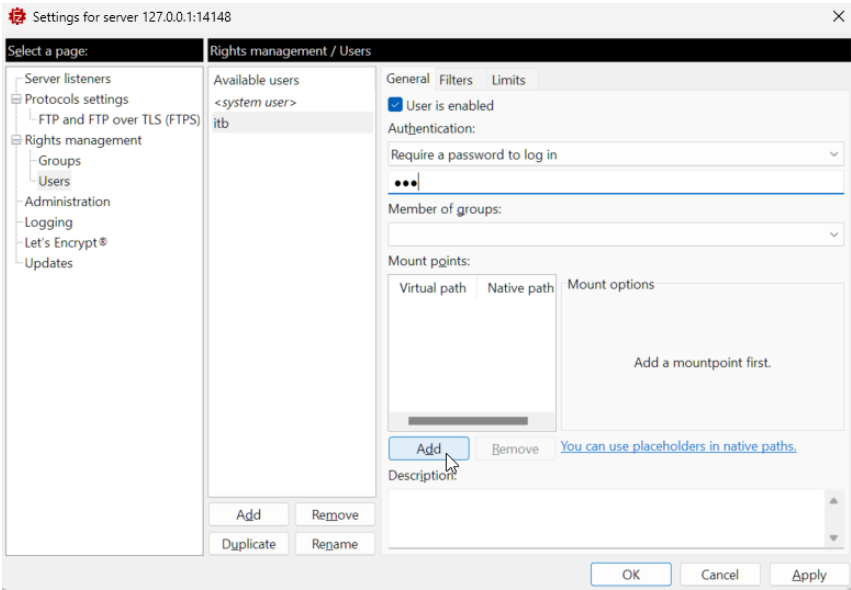 Settings for server 127.0.0.1:14148
Select a page:
Server listeners
Protocols settings
FTP and FTP over TLS (FTPS)
Rights management
Groups
Users
Administration
Logging
Let's Encrypt®
Updates
Rights management / Users
Available users
<system user>
itb
Add
Remove
Duplicate
Rename
General
Filters
Limits
User is enabled
Authentication:
Require a password to log in
•••
Member of groups:
Mount points:
Virtual path
Native path
Mount options
Add a mountpoint first.
Add
Remove
You can use placeholders in native paths.
Description:
OK
Cancel
Apply